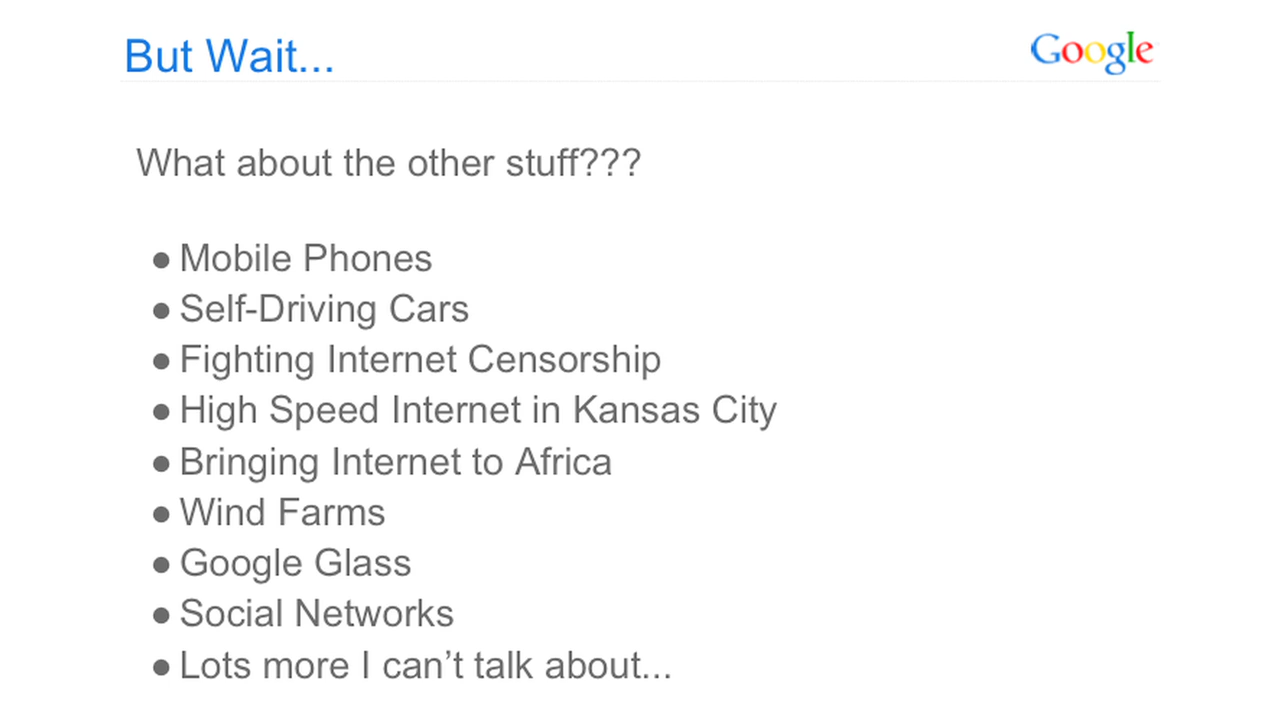 But Wait...
Google
What about the other stuff???
● Mobile Phones
● Self-Driving Cars
● Fighting Internet Censorship
● High Speed Internet in Kansas City
● Bringing Internet to Africa
● Wind Farms
● Google Glass
● Social Networks
● Lots more I can’t talk about...